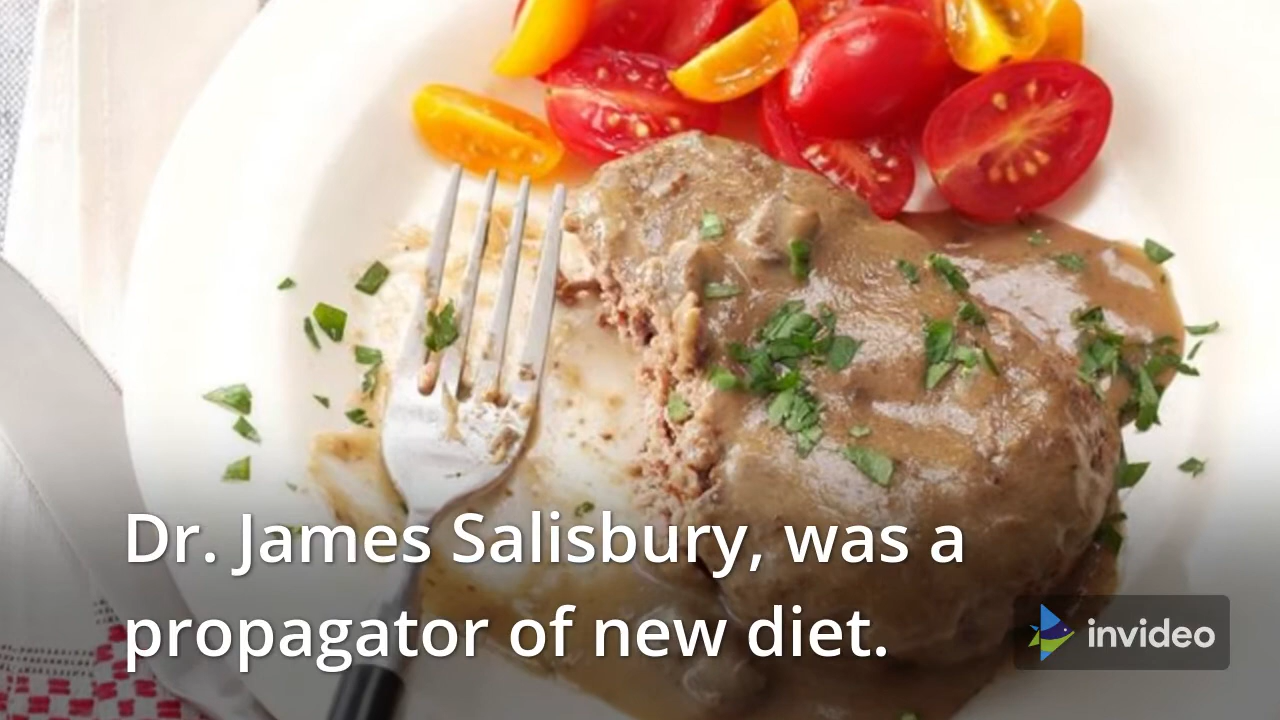 Dr. James Salisbury, was a
propagator of new diet.
invideo